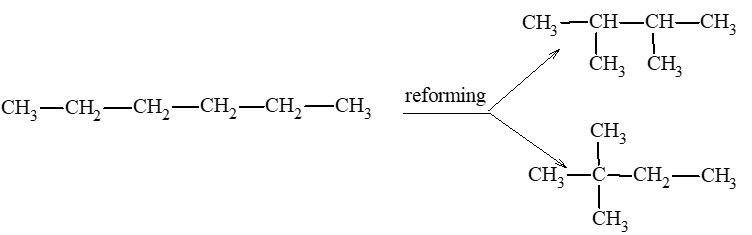 CH3—CH—CH—CH3
CH3 CH3
CH3—CH2—CH2—CH2—CH2—CH3
reforming
CH3
CH3—C—CH2—CH3
CH3